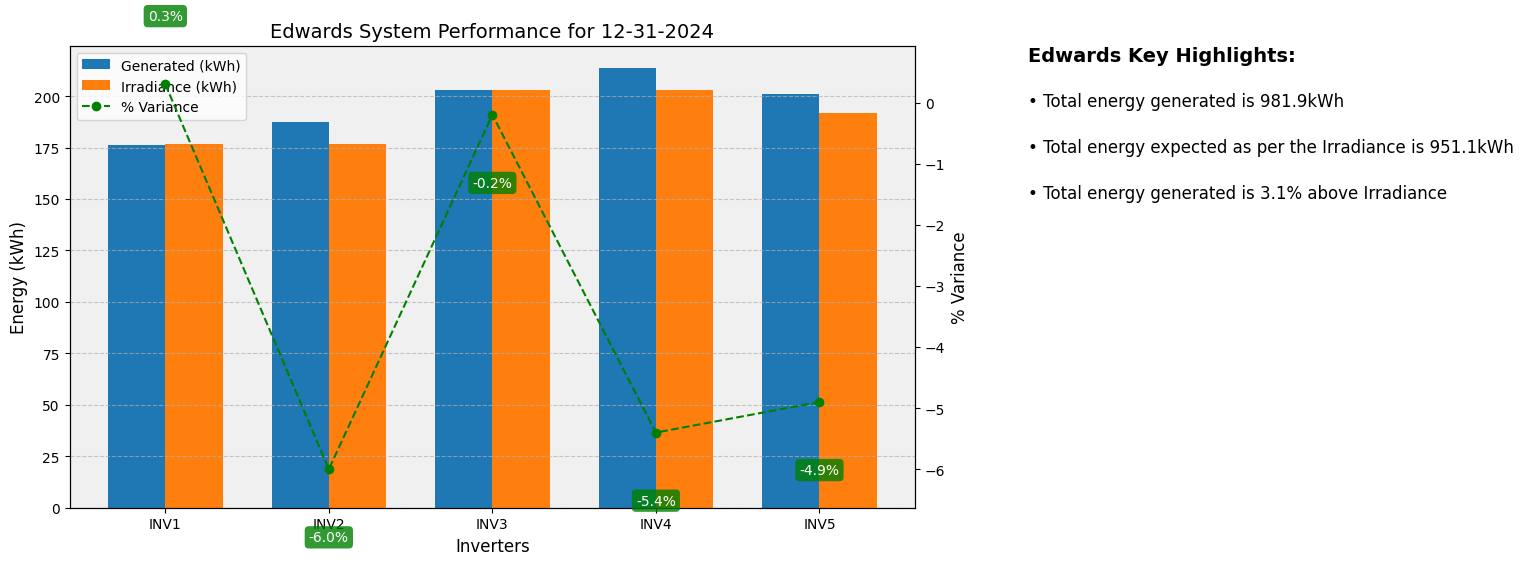 0.3%
Edwards System Performance for 12-31-2024
Generated (kWh)
Irradiance (kWh)
% Variance
Energy (kWh)
200
175
150
125
100
75
50
25
0
-0.2%
-4.9%
-5.4%
-6.0%
INV1
INV2
INV3
INV4
INV5
Inverters
0
−1
−2
−3
−4
−5
−6
% Variance
Edwards Key Highlights:
• Total energy generated is 981.9kWh
• Total energy expected as per the Irradiance is 951.1kWh
• Total energy generated is 3.1% above Irradiance